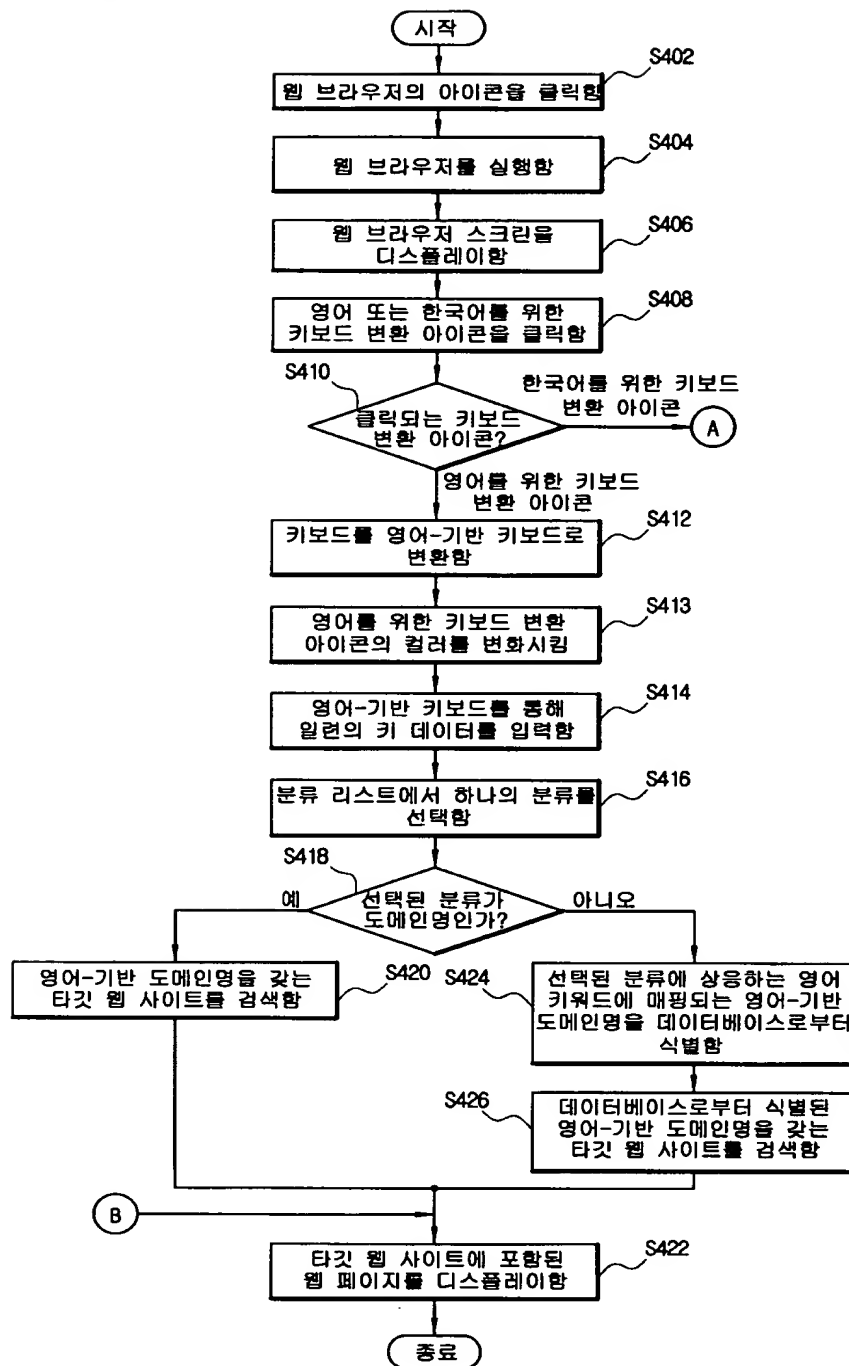 시작
S402
웹 브라우저의 아이콘을 클릭함
S404
웹 브라우저를 실행함
S406
웹 브라우저 스크린을
디스플레이함
S408
영어 또는 한국어를 위한
키보드 변환 아이콘을 클릭함
S410
클릭되는 키보드
변환 아이콘?
한국어를 위한 키보드
변환 아이콘
A
영어를 위한 키보드
변환 아이콘
S412
키보드를 영어-기반 키보드로
변환함
S413
영어를 위한 키보드 변환
아이콘의 컬러를 변화시킴
S414
영어-기반 키보드를 통해
일련의 키 데이터를 입력함
S416
분류 리스트에서 하나의 분류를
선택함
S418
선택된 분류가
도메인명인가?
예
아니오
영어-기반 도메인명을 갖는
타깃 웹 사이트를 검색함
S420
S424
선택된 분류에 상응하는 영어
키워드에 매핑되는 영어-기반
도메인명을 데이터베이스로부터
식별함
S426
데이터베이스로부터 식별된
영어-기반 도메인명을 갖는
타깃 웹 사이트를 검색함
B
S422
타깃 웹 사이트에 포함된
웹 페이지를 디스플레이함
종료